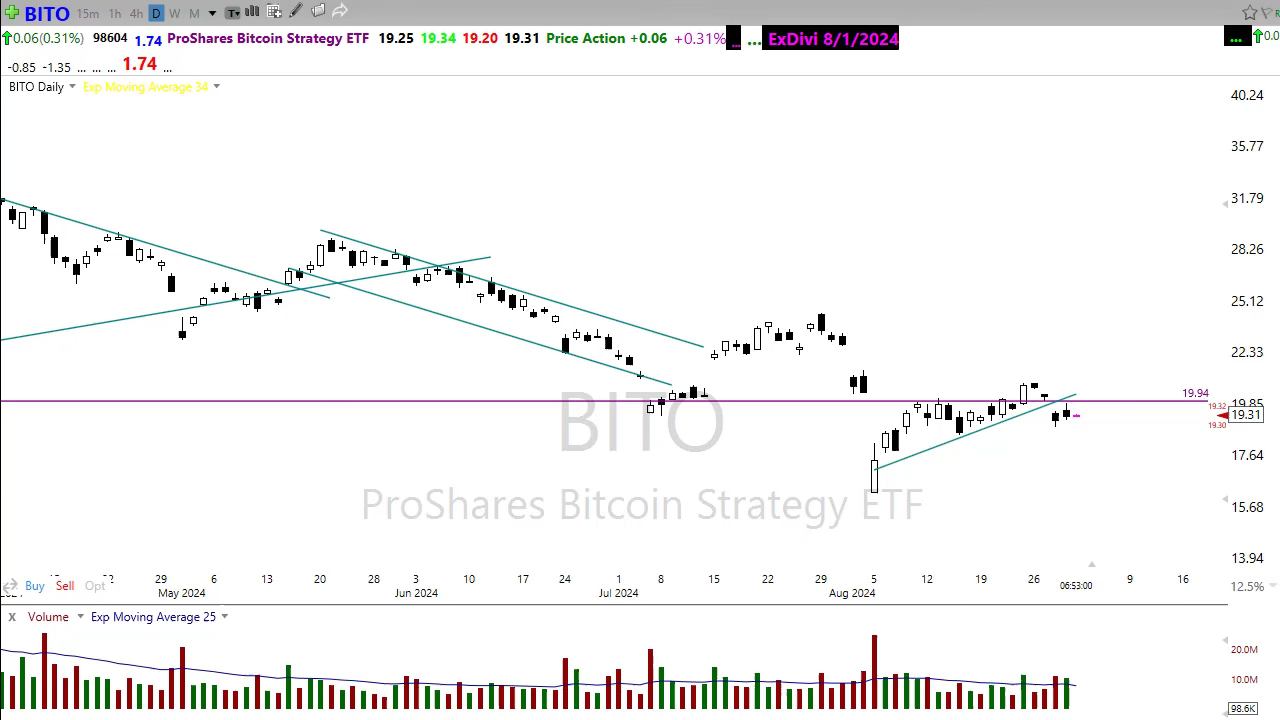 BITO 15m 1h 4h D W M T
0.06(0.31%) 98604 1.74 ProShares Bitcoin Strategy ETF 19.25 19.34 19.20 19.31 Price Action +0.06 +0.31% ... ... ExDivi 8/1/2024 ... 0.0
-0.85 -1.35 ... ... ... 1.74 ...
BITO Daily Exp Moving Average 34
40.24
35.77
31.79
28.26
25.12
22.33
19.94
19.85
19.32
19.31
19.30
17.64
15.68
13.94
BITO
ProShares Bitcoin Strategy ETF
29 6 13 20 28 3 10 17 24 1 8 15 22 29 5 12 19 26 9 16
Buy Sell Opt 06:53:00 12.5%
May 2024 Jun 2024 Jul 2024 Aug 2024
X Volume Exp Moving Average 25
20.0M
10.0M
98.6K